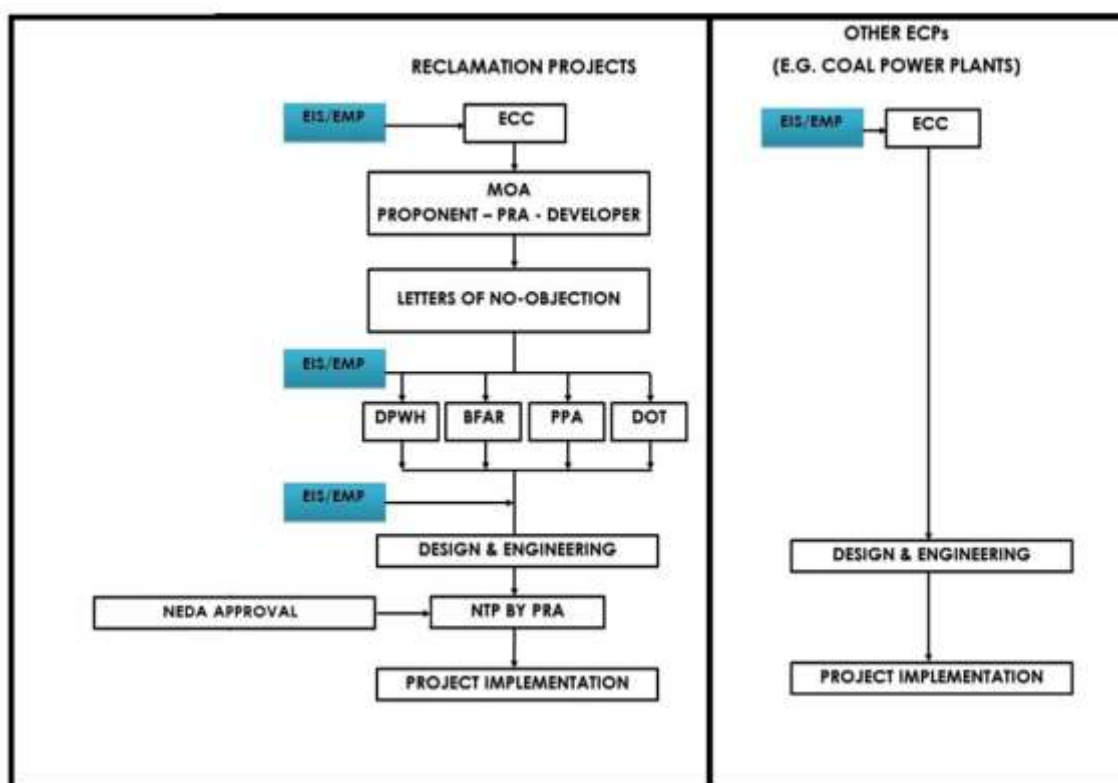 RECLAMATION PROJECTS
EIS/EMP
ECC
MOA
PROPONENT – PRA - DEVELOPER
LETTERS OF NO-OBJECTION
EIS/EMP
DPWH
BFAR
PPA
DOT
EIS/EMP
DESIGN & ENGINEERING
NEDA APPROVAL
NTP BY PRA
PROJECT IMPLEMENTATION
OTHER ECPs
(E.G. COAL POWER PLANTS)
EIS/EMP
ECC
DESIGN & ENGINEERING
PROJECT IMPLEMENTATION